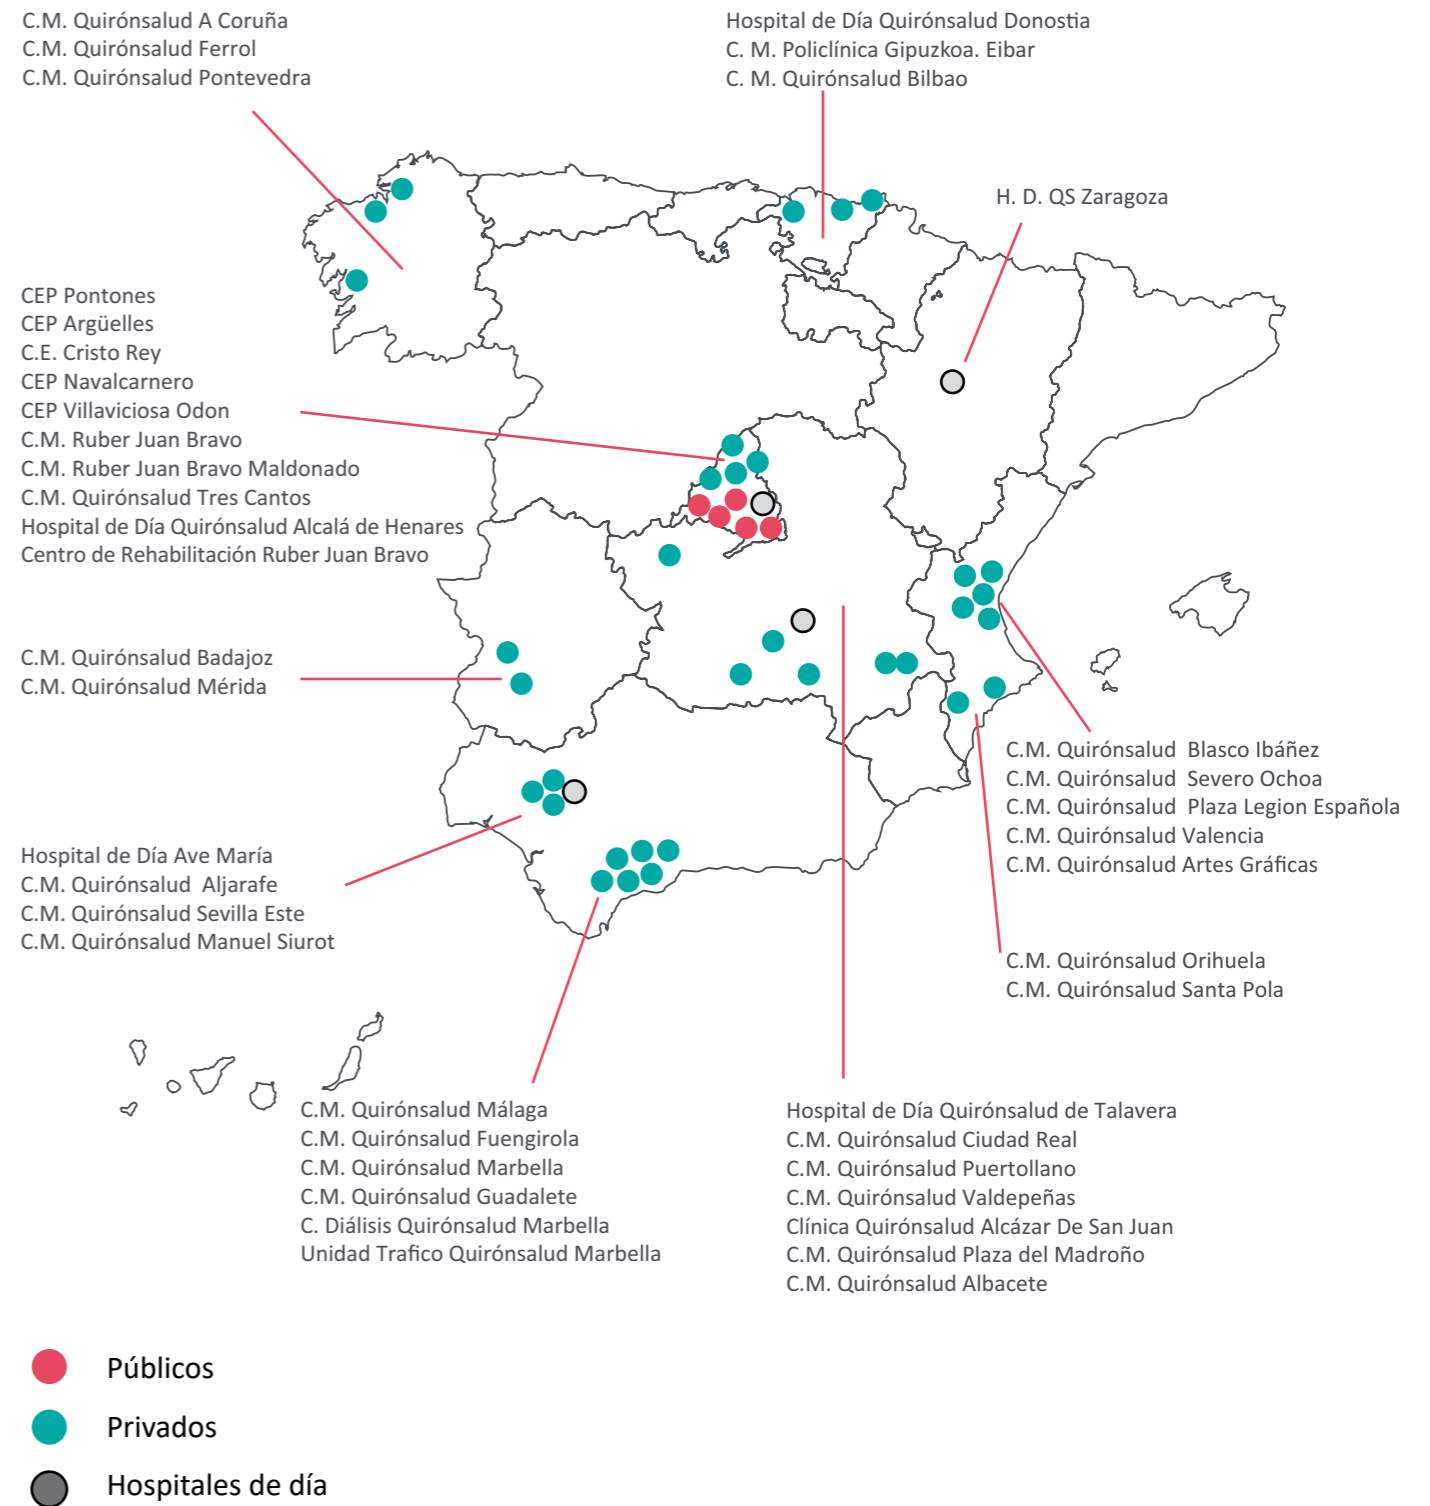 C.M. Quirónsalud A Coruña
C.M. Quirónsalud Ferrol
C.M. Quirónsalud Pontevedra
Hospital de Día Quirónsalud Donostia
C. M. Policlínica Gipuzkoa. Eibar
C. M. Quirónsalud Bilbao
H. D. QS Zaragoza
CEP Pontones
CEP Argüelles
C.E. Cristo Rey
CEP Navalcarnero
CEP Villaviciosa Odon
C.M. Ruber Juan Bravo
C.M. Ruber Juan Bravo Maldonado
C.M. Quirónsalud Tres Cantos
Hospital de Día Quirónsalud Alcalá de Henares
Centro de Rehabilitación Ruber Juan Bravo
C.M. Quirónsalud Badajoz
C.M. Quirónsalud Mérida
C.M. Quirónsalud Blasco Ibáñez
C.M. Quirónsalud Severo Ochoa
C.M. Quirónsalud Plaza Legion Española
C.M. Quirónsalud Valencia
C.M. Quirónsalud Artes Gráficas
Hospital de Día Ave María
C.M. Quirónsalud Aljarafe
C.M. Quirónsalud Sevilla Este
C.M. Quirónsalud Manuel Siurot
C.M. Quirónsalud Orihuela
C.M. Quirónsalud Santa Pola
C.M. Quirónsalud Málaga
C.M. Quirónsalud Fuengirola
C.M. Quirónsalud Marbella
C.M. Quirónsalud Guadalete
C. Diálisis Quirónsalud Marbella
Unidad Trafico Quirónsalud Marbella
Hospital de Día Quirónsalud de Talavera
C.M. Quirónsalud Ciudad Real
C.M. Quirónsalud Puertollano
C.M. Quirónsalud Valdepeñas
Clínica Quirónsalud Alcázar De San Juan
C.M. Quirónsalud Plaza del Madroño
C.M. Quirónsalud Albacete
Públicos
Privados
Hospitales de día